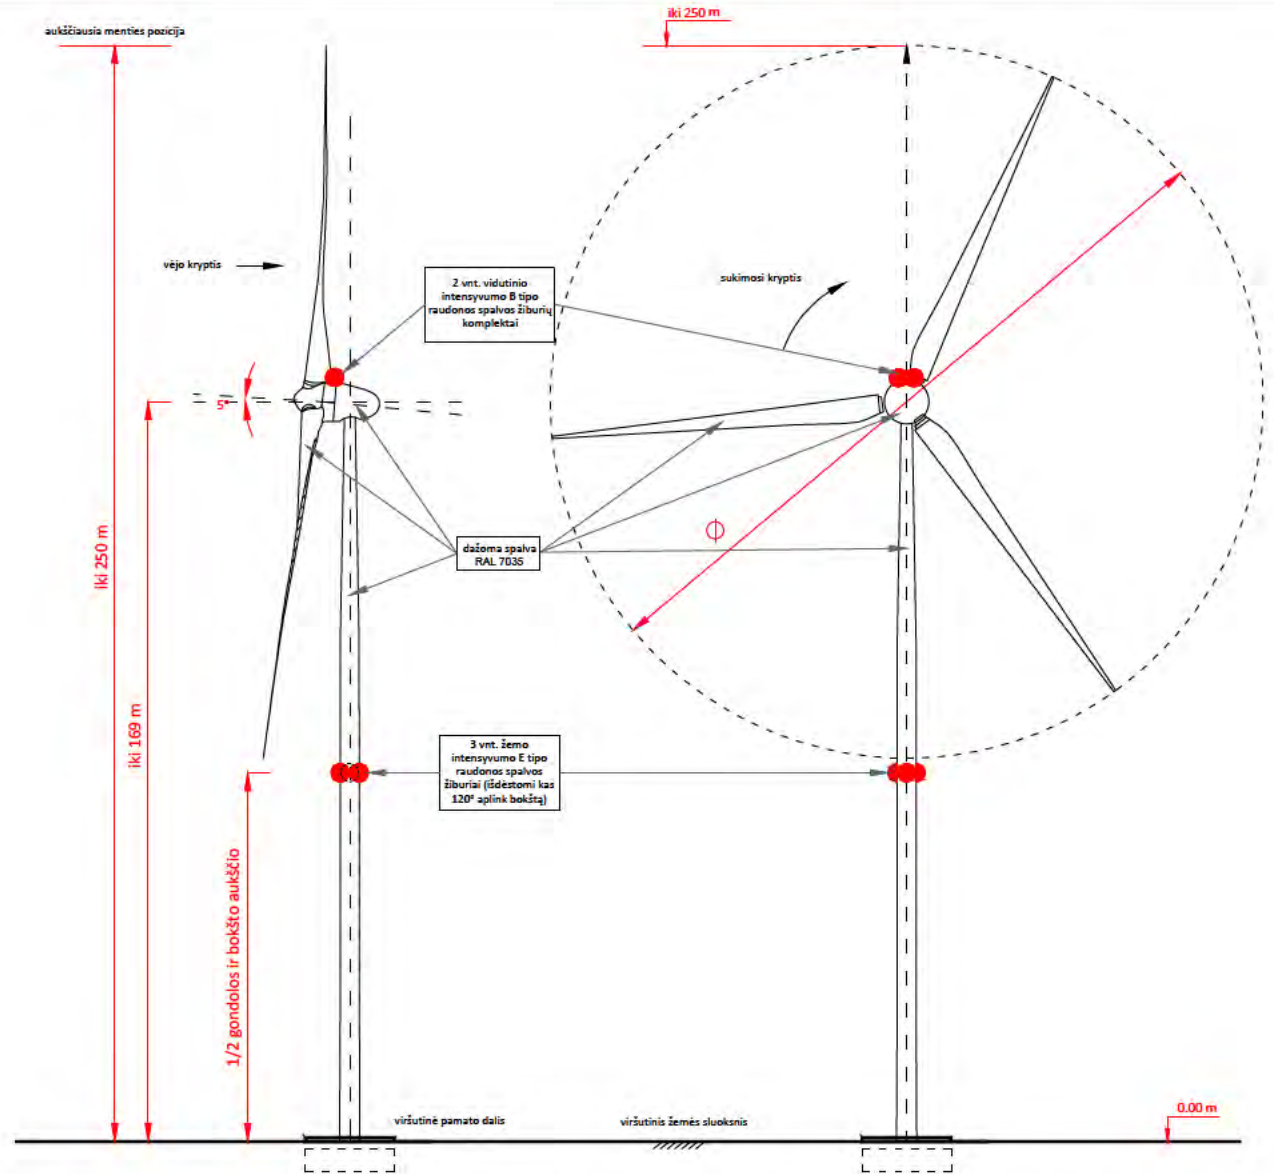 iki 250 m
aukščiausia menties pozicija
vėjo kryptis
2 vnt. vidutinio
intensyvumo B tipo
raudonos spalvos žiburių
komplektai
sukimosi kryptis
5°
iki 250 m
iki 169 m
dažoma spalva
RAL 7035
Φ
3 vnt. žemo
intensyvumo E tipo
raudonos spalvos
žiburiai (išdėstomi kas
120° aplink bokštą)
1/2 gondolos ir bokšto aukščio
viršutinė pamato dalis
viršutinis žemės sluoksnis
0.00 m